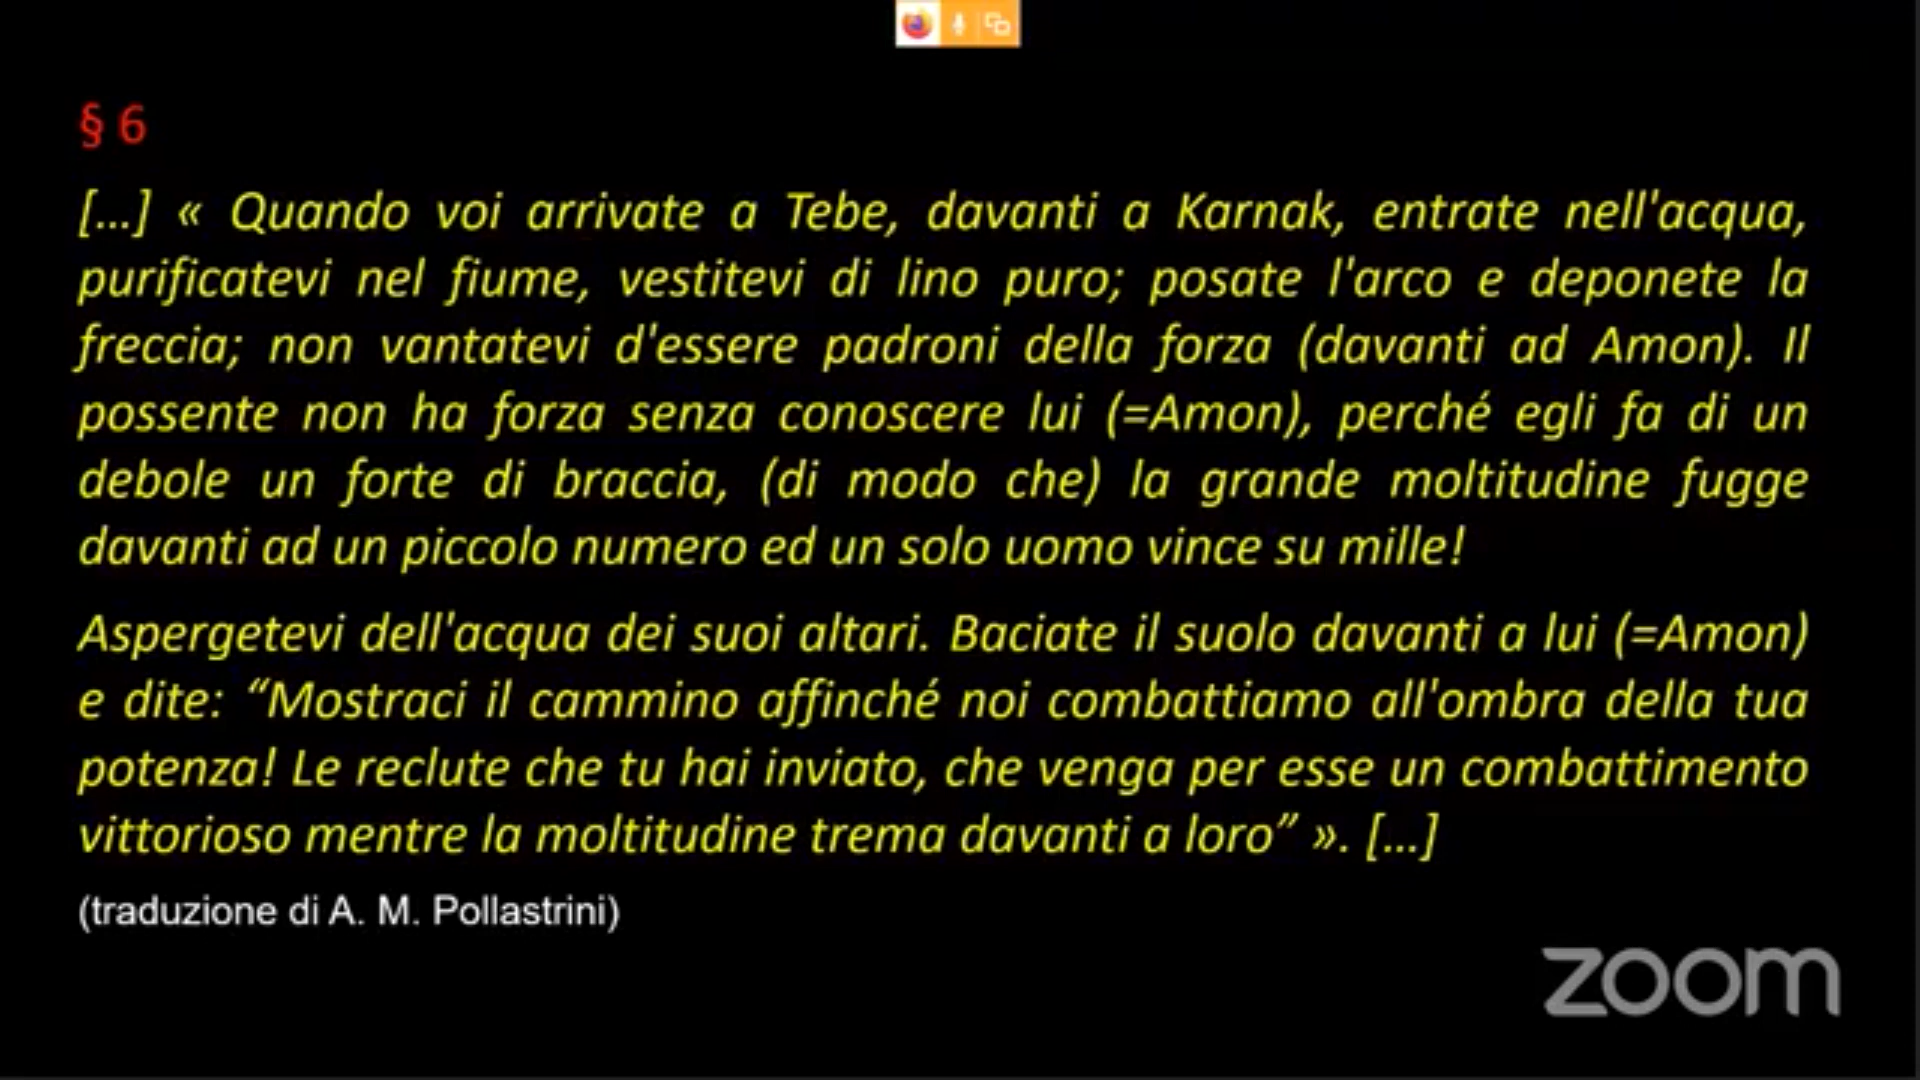 § 6
[...] « Quando voi arrivate a Tebe, davanti a Karnak, entrate nell'acqua,
purificatevi nel fiume, vestitevi di lino puro; posate l'arco e deponete la
freccia; non vantatevi d'essere padroni della forza (davanti ad Amon). Il
possente non ha forza senza conoscere lui (=Amon), perché egli fa di un
debole un forte di braccia, (di modo che) la grande moltitudine fugge
davanti ad un piccolo numero ed un solo uomo vince su mille!
Aspergetevi dell'acqua dei suoi altari. Baciate il suolo davanti a lui (=Amon)
e dite: “Mostraci il cammino affinché noi combattiamo all'ombra della tua
potenza! Le reclute che tu hai inviato, che venga per esse un combattimento
vittorioso mentre la moltitudine trema davanti a loro” ». [...]
(traduzione di A. M. Pollastrini)
zoom